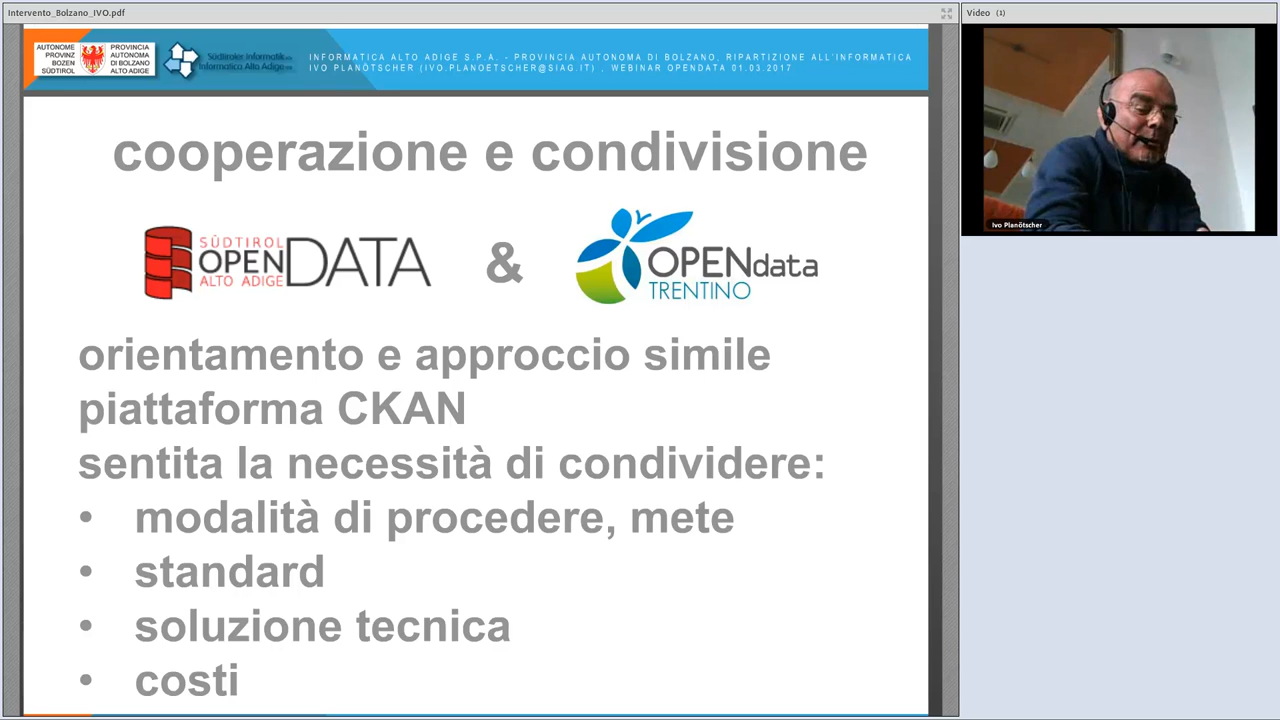 Intervento_Bolzano_IVO.pdf
Video (1)
AUTONOME PROVINZ BOZEN SÜDTIROL
PROVINCIA AUTONOMA DI BOLZANO ALTO ADIGE
Südtiroler Informatik
Informatica Alto Adige
INFORMATICA ALTO ADIGE S.P.A. - PROVINCIA AUTONOMA DI BOLZANO, RIPARTIZIONE ALL'INFORMATICA
IVO PLANÖTSCHER (IVO.PLANOETSCHER@SIAG.IT) , WEBINAR OPENDATA 01.03.2017
cooperazione e condivisione
SÜDTIROL
OPENDATA
ALTO ADIGE
&
OPENdata
TRENTINO
orientamento e approccio simile
piattaforma CKAN
sentita la necessità di condividere:
• modalità di procedere, mete
• standard
• soluzione tecnica
• costi
Ivo Planötscher